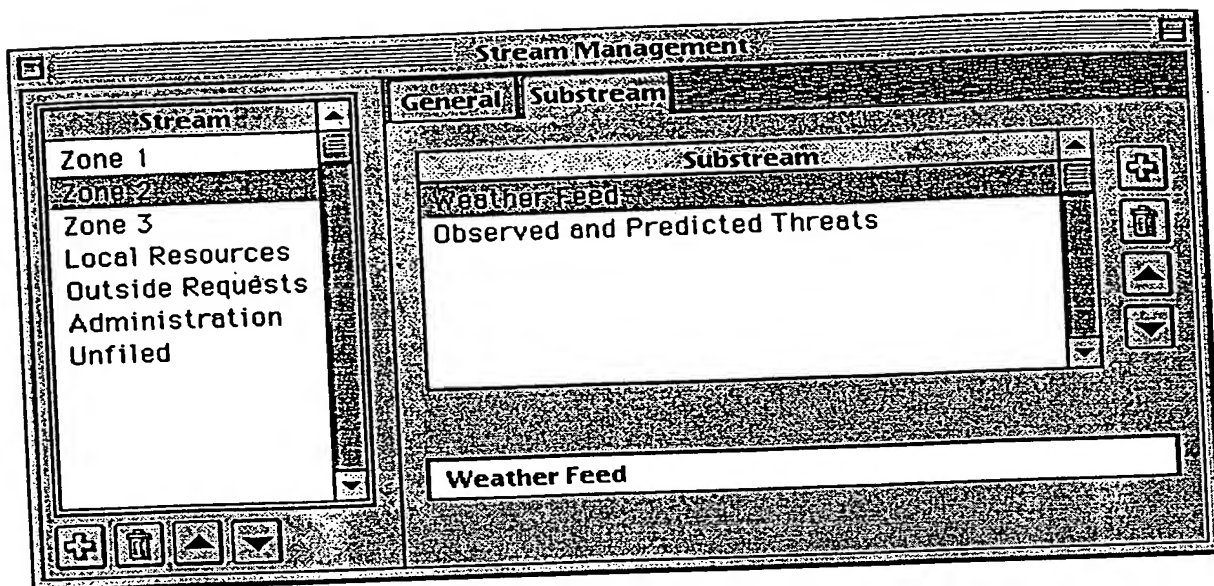 Stream Management
Stream
Zone 1
Zone 2
Zone 3
Local Resources
Outside Requests
Administration
Unfiled
General
Substream
Substream
Weather Feed
Observed and Predicted Threats
Weather Feed